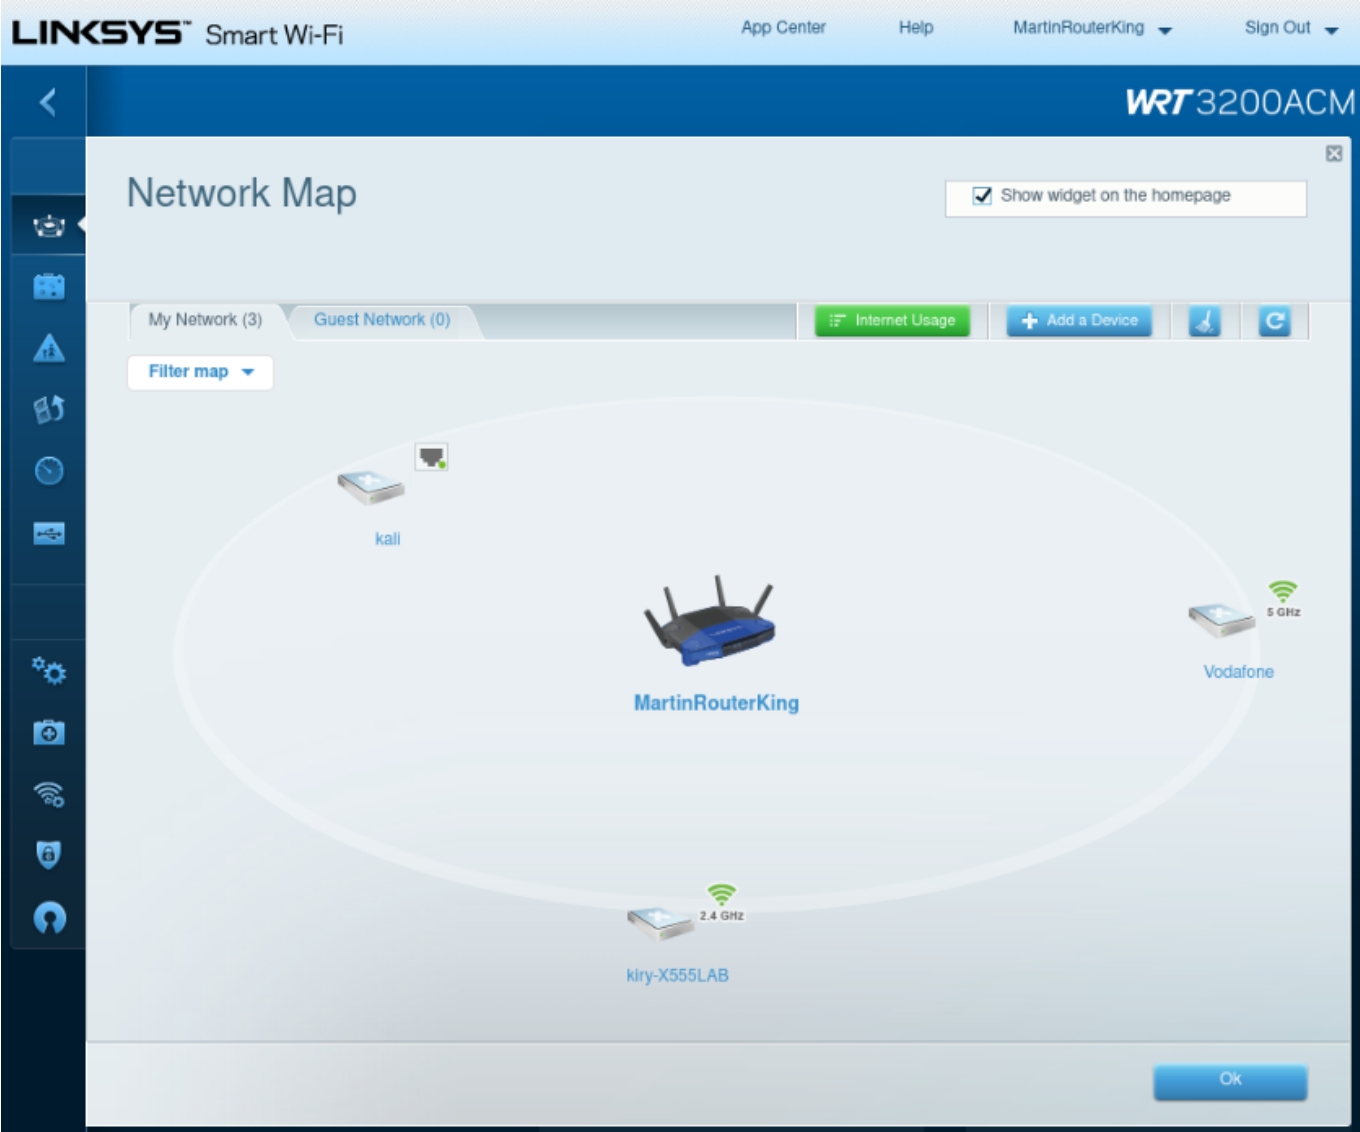 LINKSYS™ Smart Wi-Fi
App Center Help MartinRouterKing Sign Out
WRT3200ACM
Network Map
Show widget on the homepage
My Network (3) Guest Network (0) Internet Usage Add a Device
Filter map
kali
5 GHz
Vodafone
MartinRouterKing
2.4 GHz
kiry-X555LAB
Ok